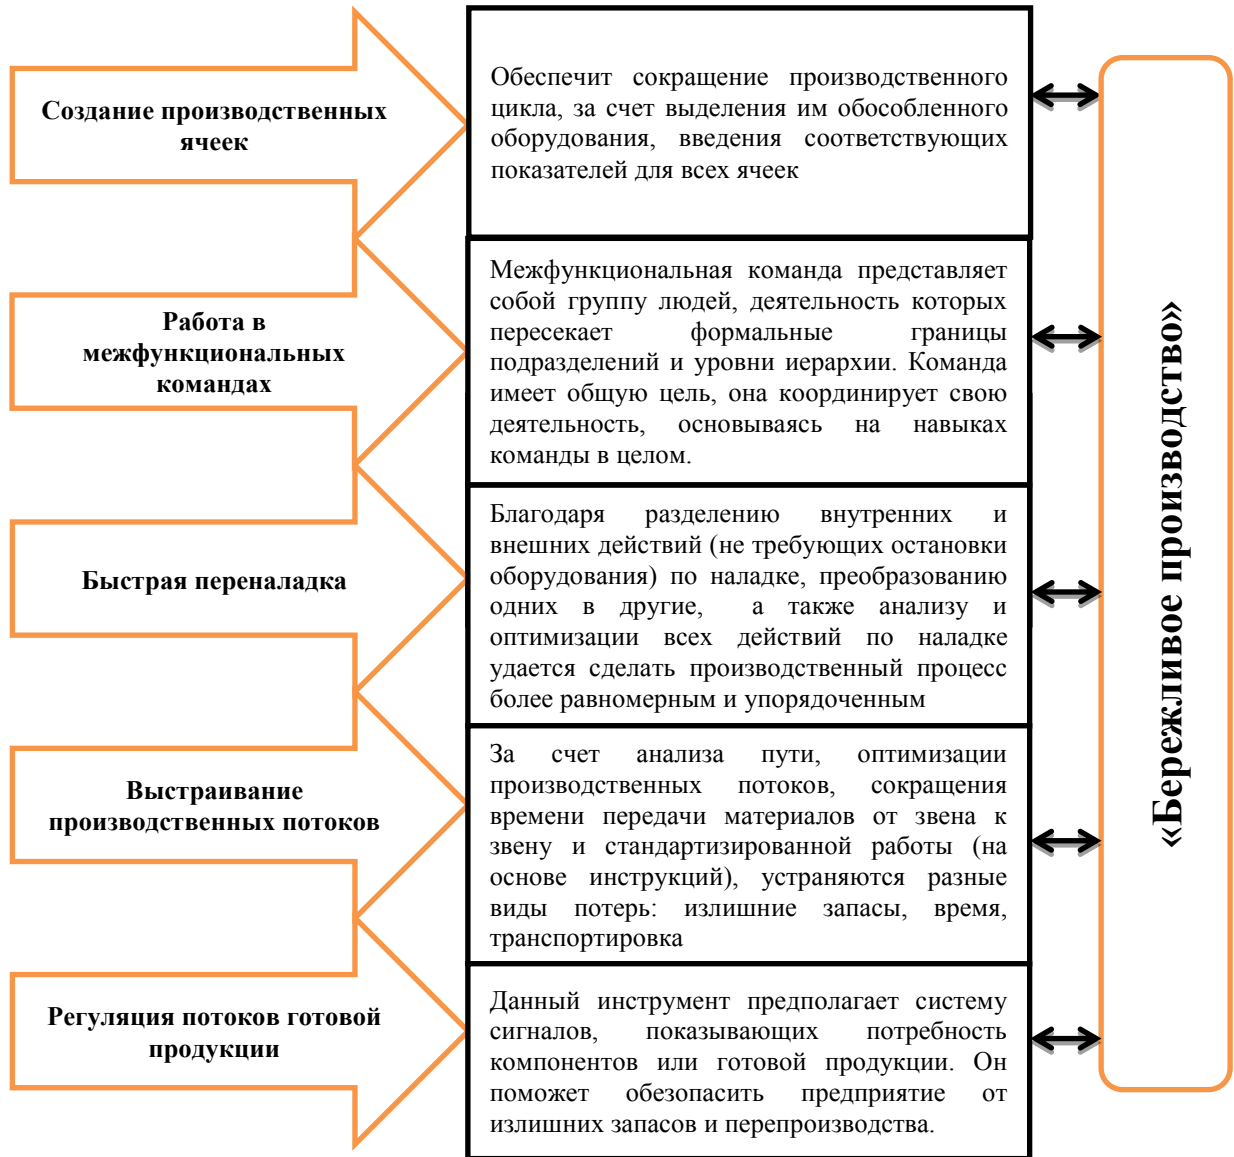 Создание производственных
ячеек
Обеспечит сокращение производственного
цикла, за счет выделения им обособленного
оборудования, введения соответствующих
показателей для всех ячеек
Работа в
межфункциональных
командах
Межфункциональная команда представляет
собой группу людей, деятельность которых
пересекает формальные границы
подразделений и уровни иерархии. Команда
имеет общую цель, она координирует свою
деятельность, основываясь на навыках
команды в целом.
Быстрая переналадка
Благодаря разделению внутренних и
внешних действий (не требующих остановки
оборудования) по наладке, преобразованию
одних в другие, а также анализу и
оптимизации всех действий по наладке
удается сделать производственный процесс
более равномерным и упорядоченным
Выстраивание
производственных потоков
За счет анализа пути, оптимизации
производственных потоков, сокращения
времени передачи материалов от звена к
звену и стандартизированной работы (на
основе инструкций), устраняются разные
виды потерь: излишние запасы, время,
транспортировка
Регуляция потоков готовой
продукции
Данный инструмент предполагает систему
сигналов, показывающих потребность
компонентов или готовой продукции. Он
поможет обезопасить предприятие от
излишних запасов и перепроизводства.
«Бережливое производство»